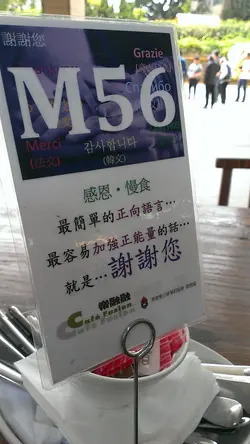 謝謝您
Grazie
M56
Merci
(法文)
감사합니다
(韓文)
感恩·慢食
最簡單的正向語言...
最容易加強正能量的話...
就是...謝謝您
Cafe Fusion